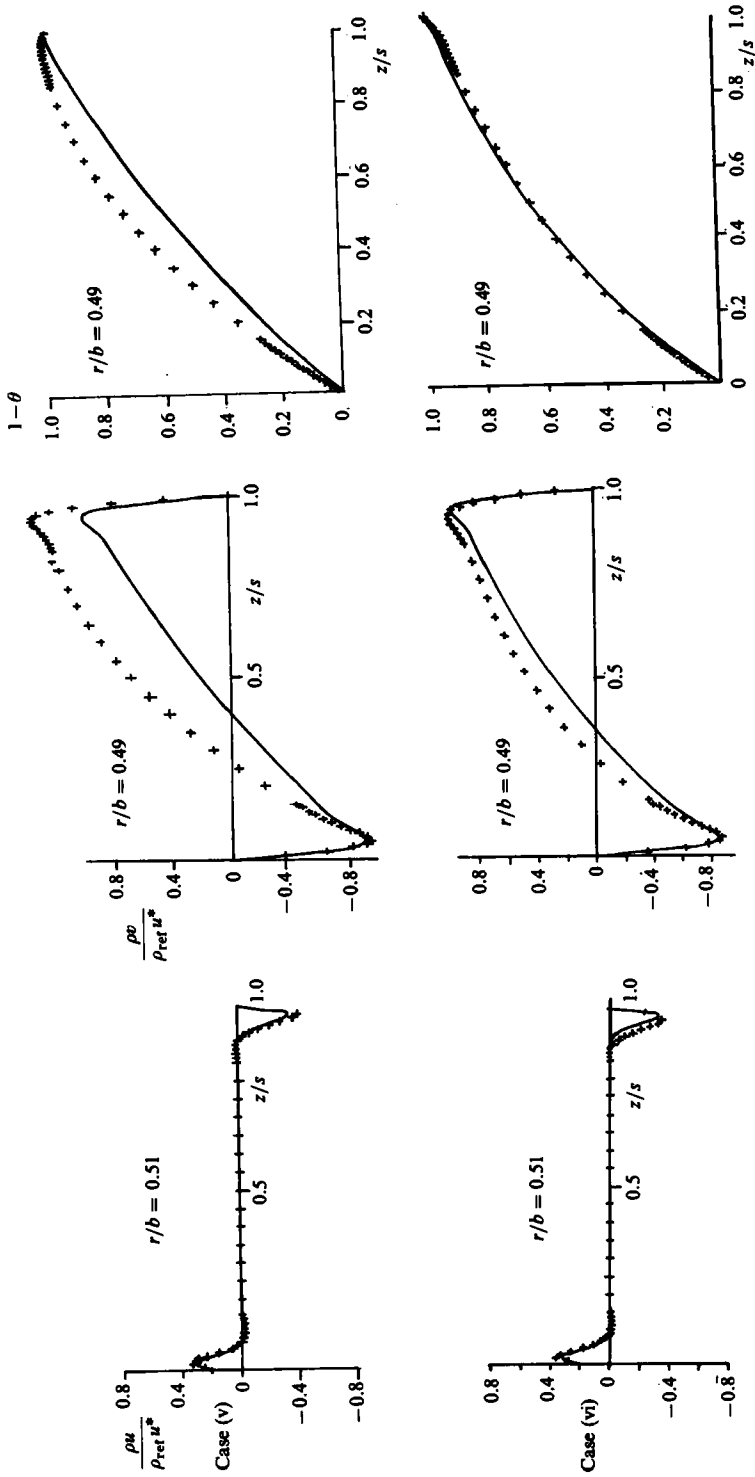 ρu / ρref u*
0.8
0.4
0
−0.4
−0.8
Case (v)
r/b = 0.51
0.5
z/s
1.0
ρv / ρref u*
0.8
0.4
0
−0.4
−0.8
r/b = 0.49
0.5
z/s
1.0
1−θ
1.0
0.8
0.6
0.4
0.2
0.
r/b = 0.49
0.2
0.4
0.6
0.8
1.0
z/s
0.8
0.4
0
−0.4
−0.8
Case (vi)
r/b = 0.51
0.5
z/s
1.0
0.8
0.4
0
−0.4
−0.8
r/b = 0.49
0.5
z/s
1.0
1.0
0.8
0.6
0.4
0.2
0
r/b = 0.49
0.2
0.4
0.6
0.8
1.0
z/s